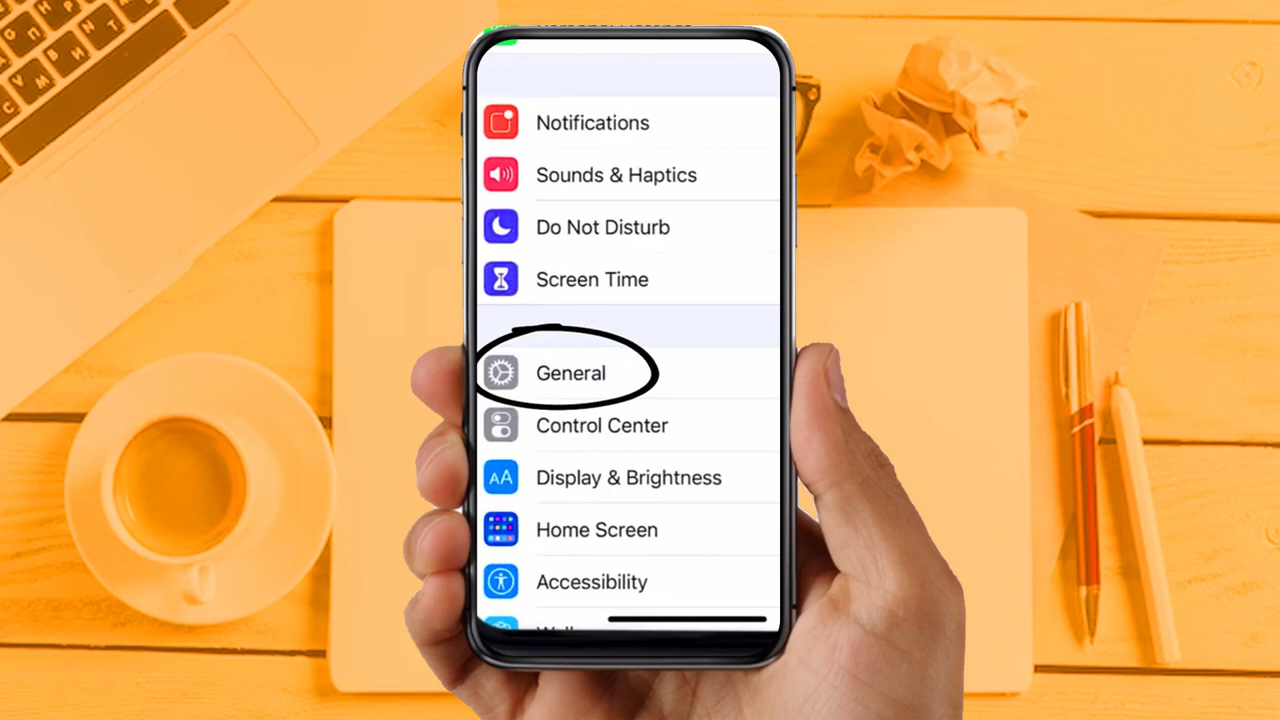 Notifications
Sounds & Haptics
Do Not Disturb
Screen Time
General
Control Center
AA
Display & Brightness
Home Screen
Accessibility